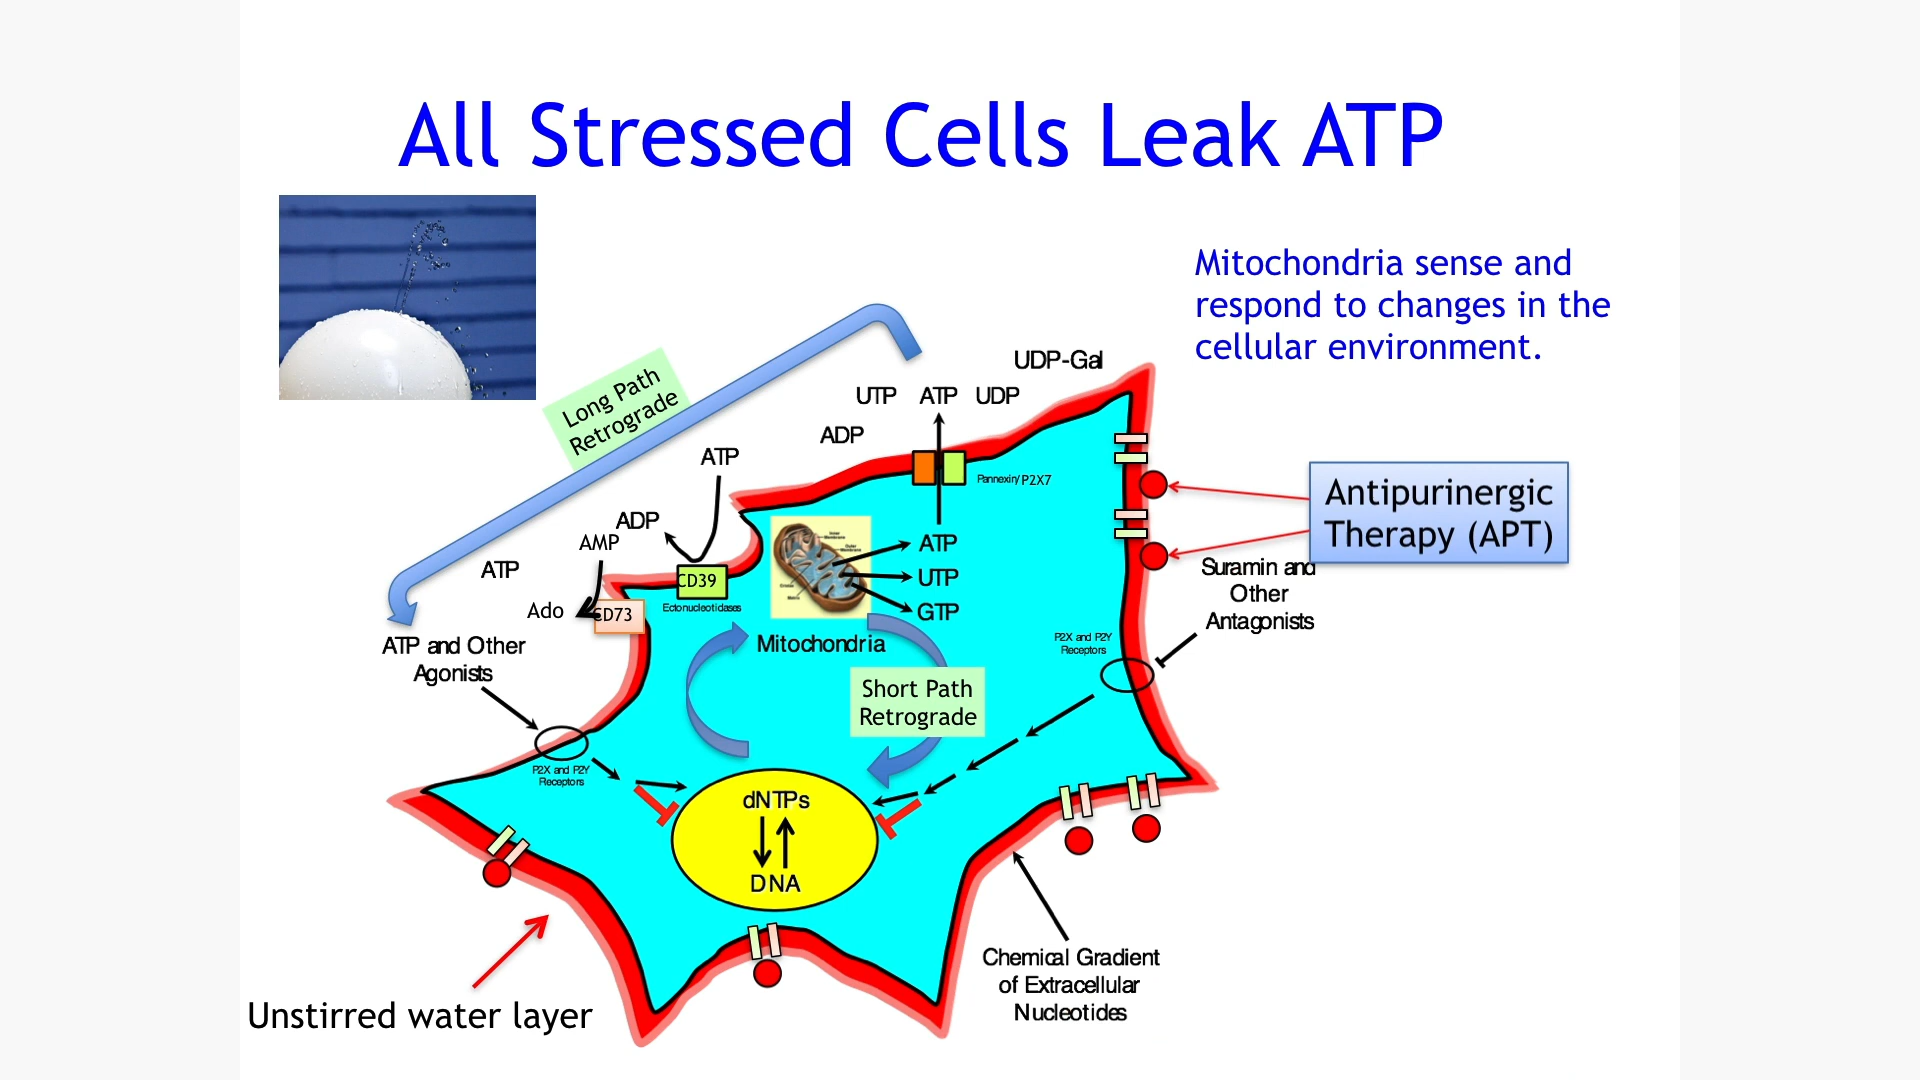 All Stressed Cells Leak ATP
Mitochondria sense and
respond to changes in the
cellular environment.
Long Path
Retrograde
UDP-Gal
UTP ATP UDP
ADP
ATP
Pannexin/P2X7
ADP
AMP
ATP
CD39
Ectonucleotidases
Ado
CD73
ATP and Other
Agonists
P2X and P2Y
Receptors
ATP
UTP
GTP
Mitochondria
Short Path
Retrograde
Antipurinergic
Therapy (APT)
Suramin and
Other
Antagonists
P2X and P2Y
Receptors
dNTPs
DNA
Chemical Gradient
of Extracellular
Nucleotides
Unstirred water layer